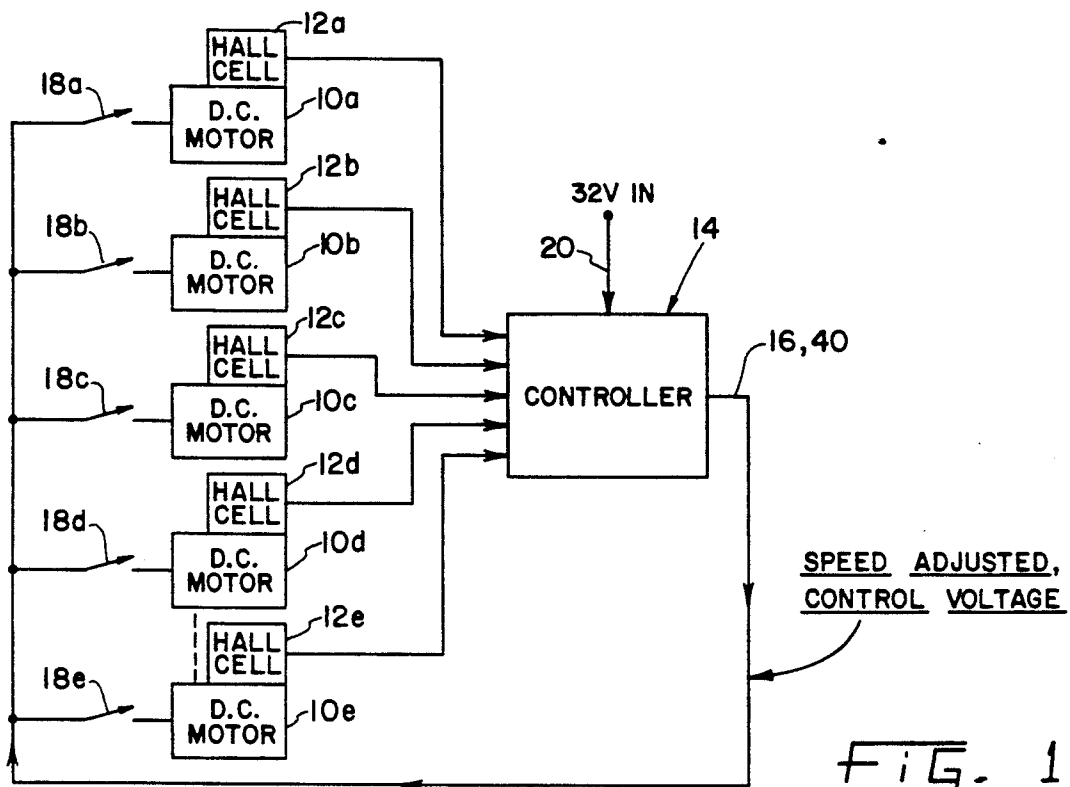 12a
HALL
CELL
18a
D.C.
MOTOR
10a
12b
HALL
CELL
18b
D.C.
MOTOR
10b
32V IN
20
14
12c
HALL
CELL
18c
D.C.
MOTOR
10c
CONTROLLER
16,40
12d
HALL
CELL
18d
D.C.
MOTOR
10d
SPEED ADJUSTED,
CONTROL VOLTAGE
12e
HALL
CELL
18e
D.C.
MOTOR
10e
FiG. 1